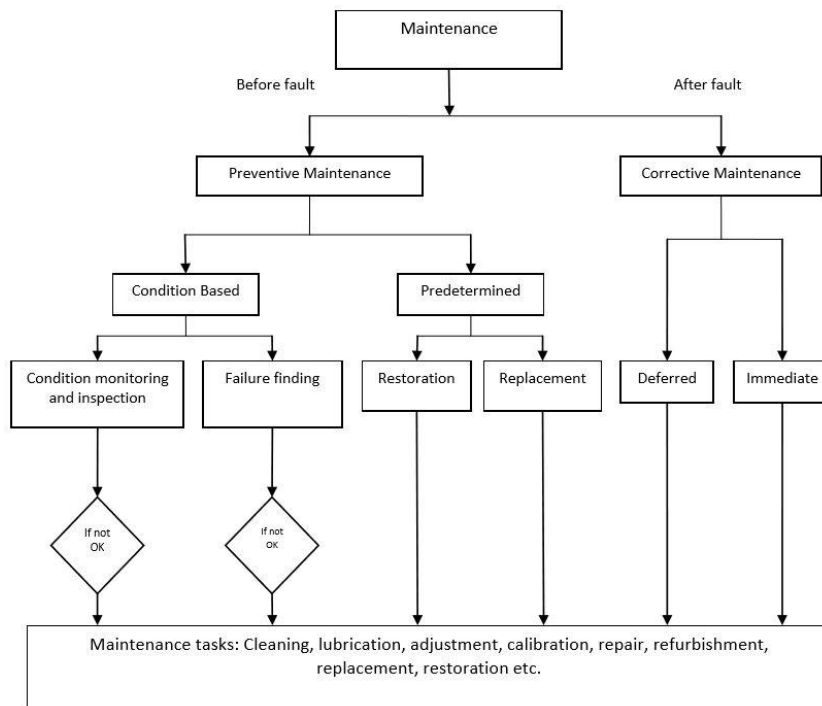 Maintenance
Before fault
After fault
Preventive Maintenance
Corrective Maintenance
Condition Based
Predetermined
Condition monitoring
and inspection
Failure finding
Restoration
Replacement
Deferred
Immediate
If not
OK
If not
OK
Maintenance tasks: Cleaning, lubrication, adjustment, calibration, repair, refurbishment,
replacement, restoration etc.